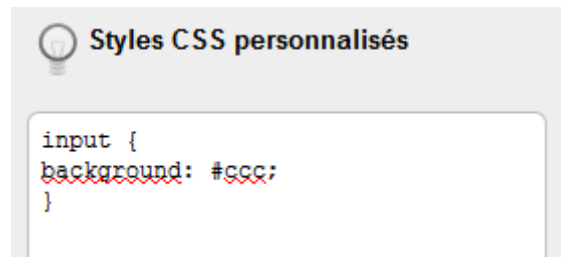 Styles CSS personnalisés
input {
background: #ccc;
}